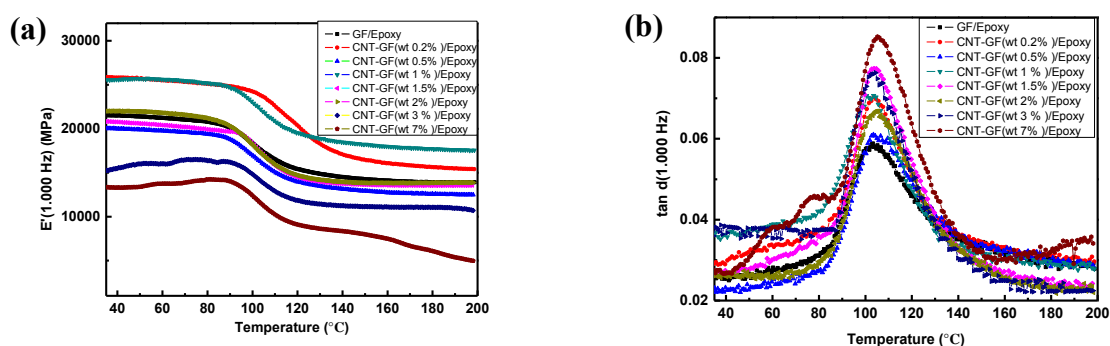 (a)
30000
20000
10000
E'(1.000 Hz) (MPa)
GF/Epoxy
CNT-GF(wt 0.2% )/Epoxy
CNT-GF(wt 0.5% )/Epoxy
CNT-GF(wt 1 % )/Epoxy
CNT-GF(wt 1.5% )/Epoxy
CNT-GF(wt 2% )/Epoxy
CNT-GF(wt 3 % )/Epoxy
CNT-GF(wt 7% )/Epoxy
40 60 80 100 120 140 160 180 200
Temperature (°C)
(b)
0.08
0.06
0.04
0.02
tan d(1.000 Hz)
GF/Epoxy
CNT-GF(wt 0.2% )/Epoxy
CNT-GF(wt 0.5% )/Epoxy
CNT-GF(wt 1 % )/Epoxy
CNT-GF(wt 1.5% )/Epoxy
CNT-GF(wt 2% )/Epoxy
CNT-GF(wt 3 % )/Epoxy
CNT-GF(wt 7% )/Epoxy
40 60 80 100 120 140 160 180 200
Temperature (°C)